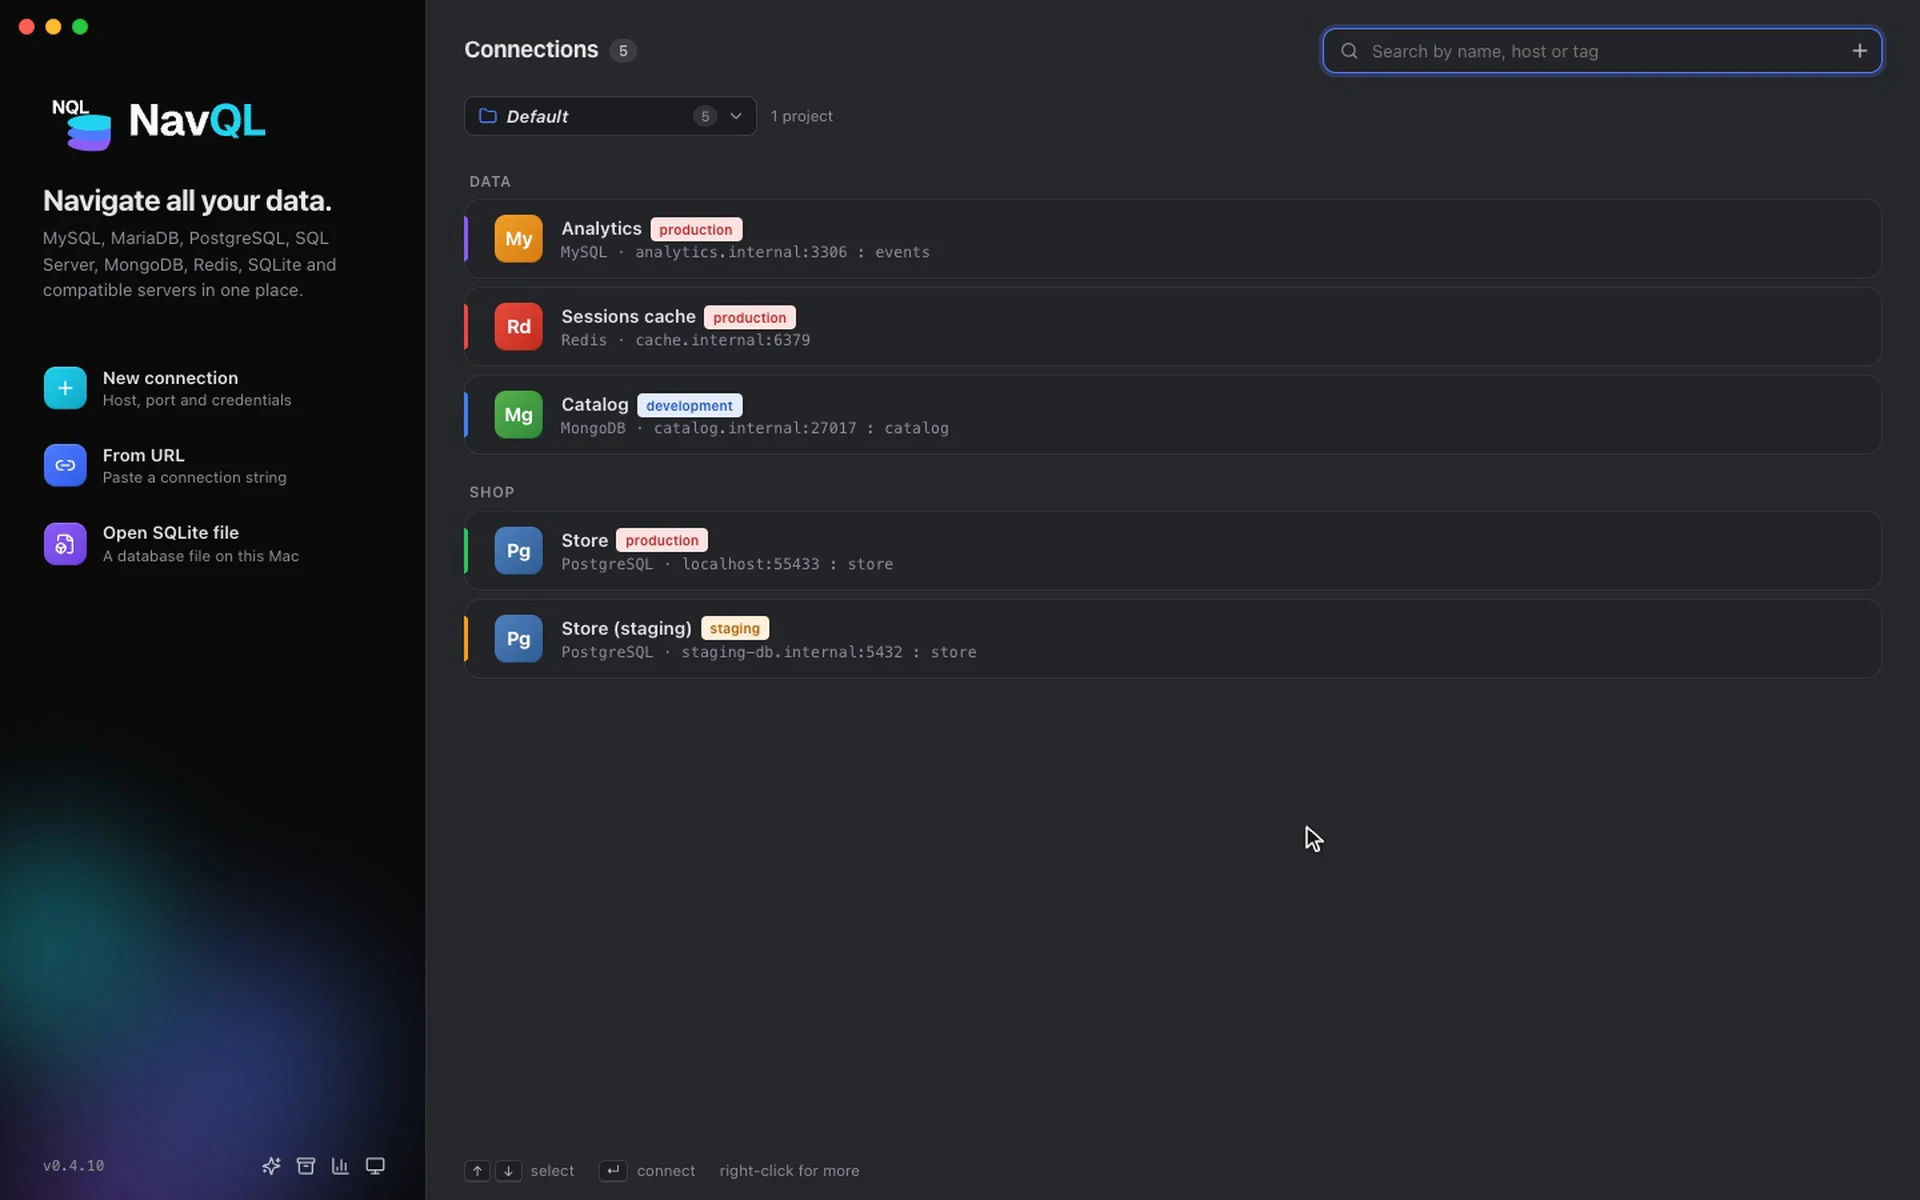 NQL
NavQL
Navigate all your data.
MySQL, MariaDB, PostgreSQL, SQL
Server, MongoDB, Redis, SQLite and
compatible servers in one place.
New connection
Host, port and credentials
From URL
Paste a connection string
Open SQLite file
A database file on this Mac
v0.4.10
Connections 5
Search by name, host or tag
Default 5
1 project
DATA
My
Analytics production
MySQL · analytics.internal:3306 : events
Rd
Sessions cache production
Redis · cache.internal:6379
Mg
Catalog development
MongoDB · catalog.internal:27017 : catalog
SHOP
Pg
Store production
PostgreSQL · localhost:55433 : store
Pg
Store (staging) staging
PostgreSQL · staging-db.internal:5432 : store
↑ ↓ select ↵ connect right-click for more